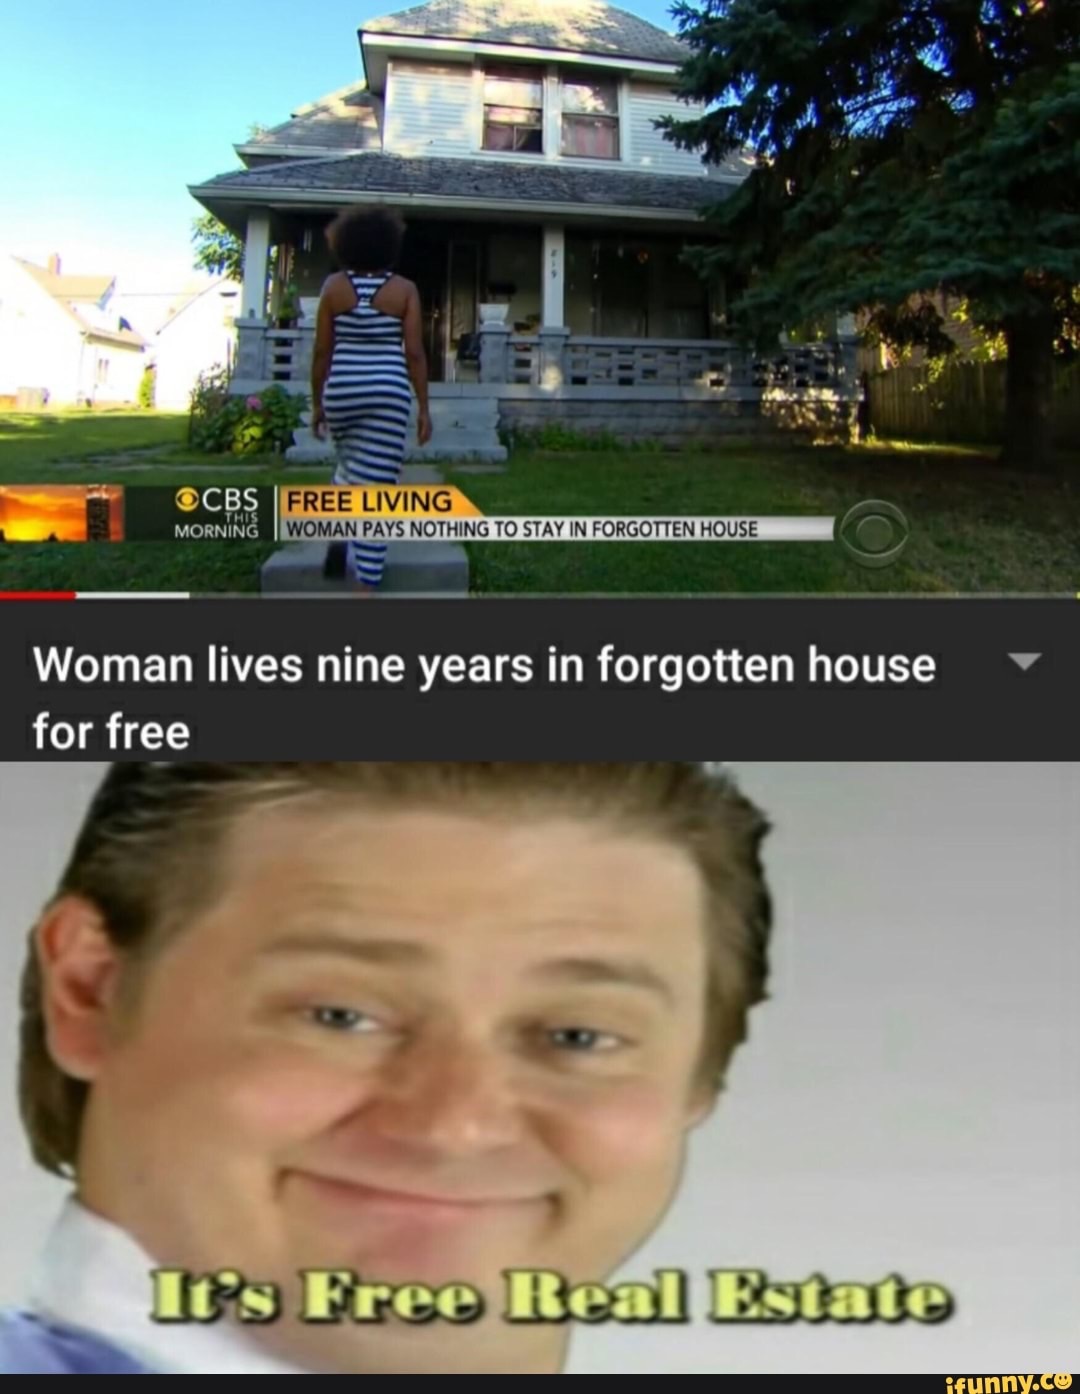 819
CBS
THIS
MORNING
FREE LIVING
WOMAN PAYS NOTHING TO STAY IN FORGOTTEN HOUSE
Woman lives nine years in forgotten house
for free
It's Free Real Estate
ifunny.co